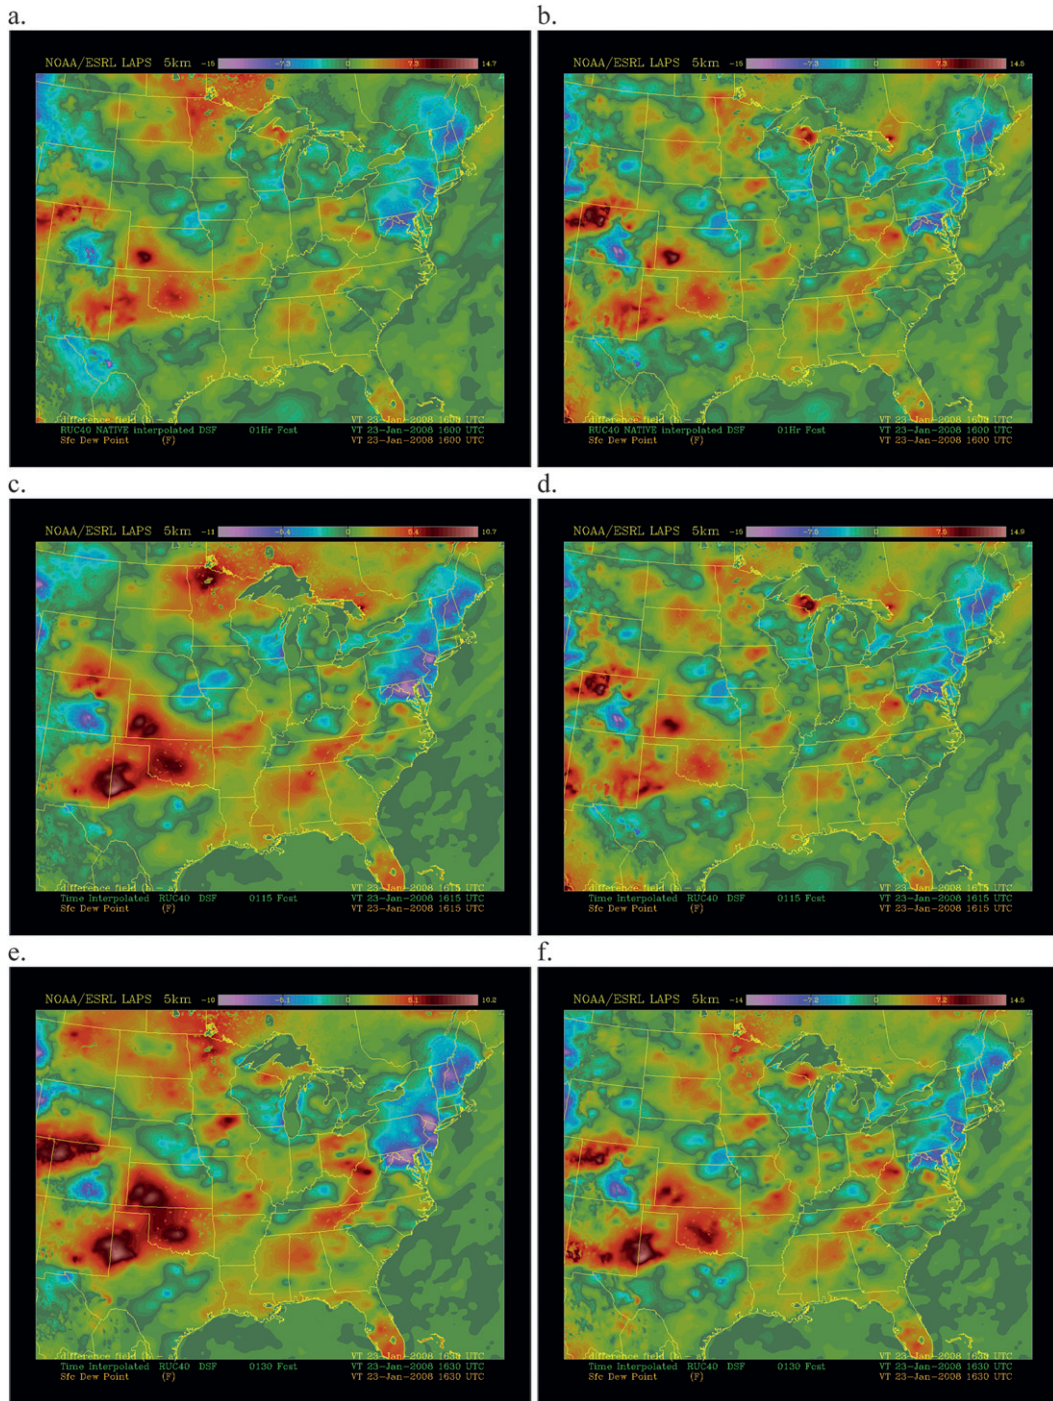 a.
NOAA/ESRL LAPS 5km -15 -7.3 0 7.3 14.7
difference field (b - a)
RUC40 NATIVE interpolated DSF 01Hr Fcst
Sfc Dew Point (F)
VT 23-Jan-2008 1600 UTC
VT 23-Jan-2008 1600 UTC
VT 23-Jan-2008 1600 UTC
b.
NOAA/ESRL LAPS 5km -15 -7.3 0 7.3 14.5
difference field (b - a)
RUC40 NATIVE interpolated DSF 01Hr Fcst
Sfc Dew Point (F)
VT 23-Jan-2008 1600 UTC
VT 23-Jan-2008 1600 UTC
VT 23-Jan-2008 1600 UTC
c.
NOAA/ESRL LAPS 5km -11 -5.4 0 5.4 10.7
difference field (b - a)
Time Interpolated RUC40 DSF 0115 Fcst
Sfc Dew Point (F)
VT 23-Jan-2008 1615 UTC
VT 23-Jan-2008 1615 UTC
VT 23-Jan-2008 1615 UTC
d.
NOAA/ESRL LAPS 5km -15 -7.5 0 7.5 14.9
difference field (b - a)
Time Interpolated RUC40 DSF 0115 Fcst
Sfc Dew Point (F)
VT 23-Jan-2008 1615 UTC
VT 23-Jan-2008 1615 UTC
VT 23-Jan-2008 1615 UTC
e.
NOAA/ESRL LAPS 5km -10 -5.1 0 5.1 10.2
difference field (b - a)
Time Interpolated RUC40 DSF 0130 Fcst
Sfc Dew Point (F)
VT 23-Jan-2008 1630 UTC
VT 23-Jan-2008 1630 UTC
VT 23-Jan-2008 1630 UTC
f.
NOAA/ESRL LAPS 5km -14 -7.2 0 7.2 14.5
difference field (b - a)
Time Interpolated RUC40 DSF 0130 Fcst
Sfc Dew Point (F)
VT 23-Jan-2008 1630 UTC
VT 23-Jan-2008 1630 UTC
VT 23-Jan-2008 1630 UTC